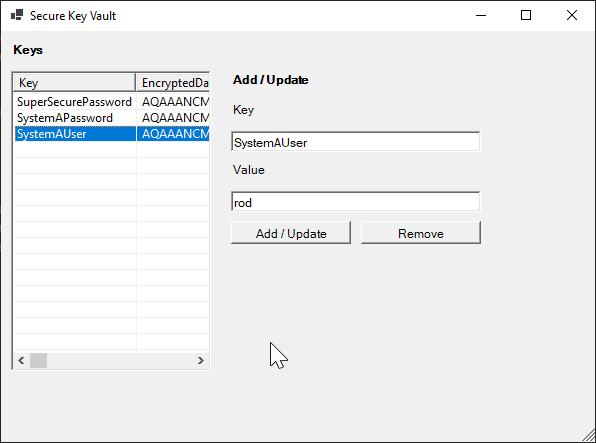 Secure Key Vault
Keys
Key EncryptedDa
SuperSecurePassword AQAAANCM
SystemAPassword AQAAANCM
SystemAUser AQAAANCM
Add / Update
Key
SystemAUser
Value
rod
Add / Update Remove